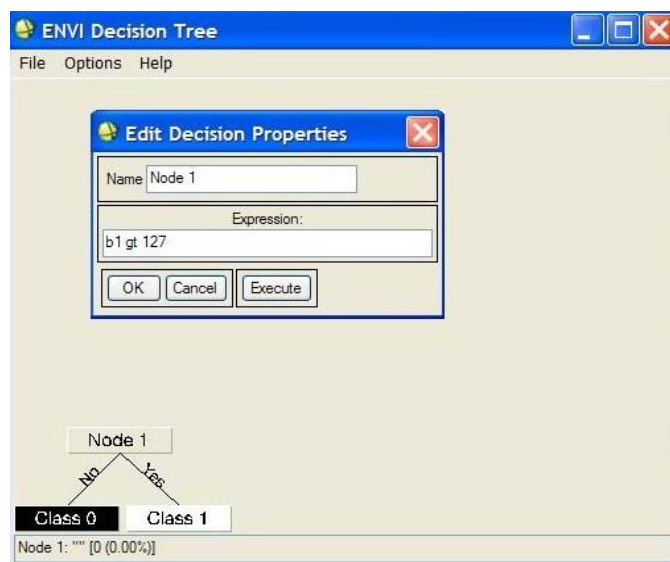 ENVI Decision Tree
File Options Help
Edit Decision Properties
Name Node 1
Expression:
b1 gt 127
OK Cancel Execute
Node 1
No Yes
Class 0 Class 1
Node 1: "" [0 (0.00%)]